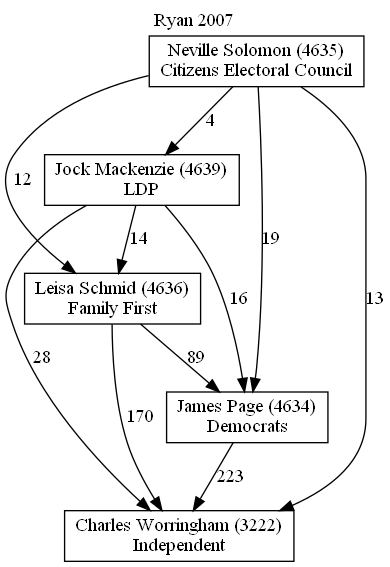 Ryan 2007
Neville Solomon (4635)
Citizens Electoral Council
4
Jock Mackenzie (4639)
LDP
12
14
19
Leisa Schmid (4636)
Family First
16
13
28
89
James Page (4634)
Democrats
170
223
Charles Worringham (3222)
Independent